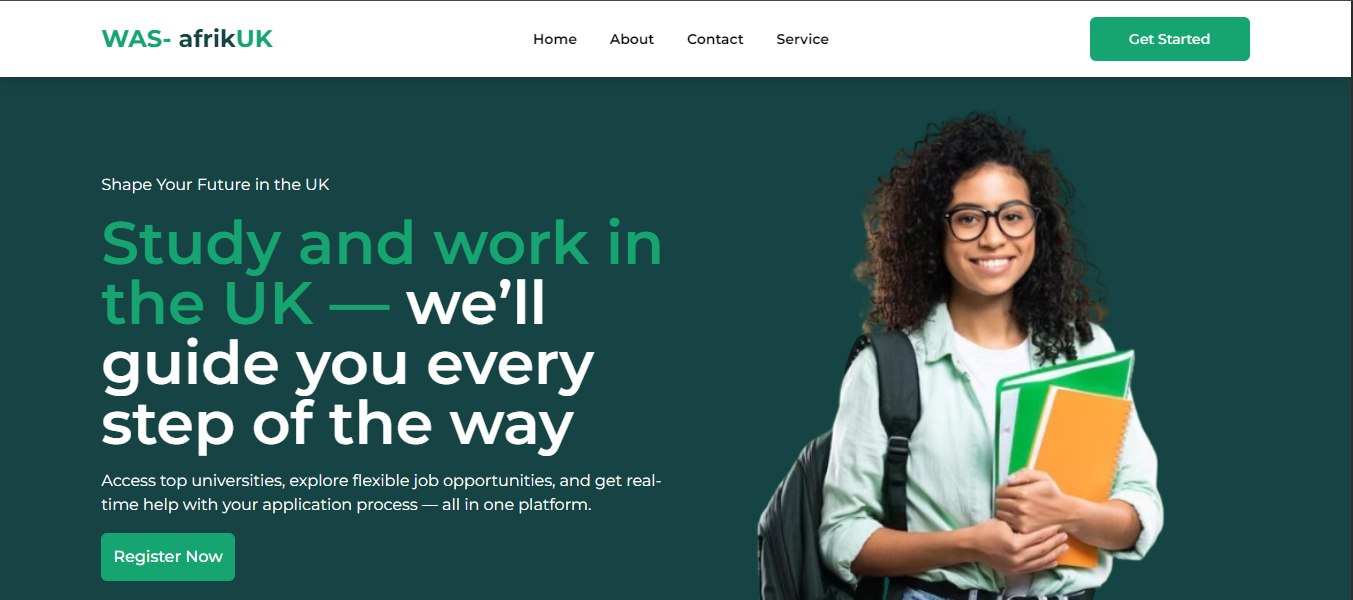 WAS- afrikUK
Home
About
Contact
Service
Get Started
Shape Your Future in the UK
Study and work in
the UK — we’ll
guide you every
step of the way
Access top universities, explore flexible job opportunities, and get real-
time help with your application process — all in one platform.
Register Now